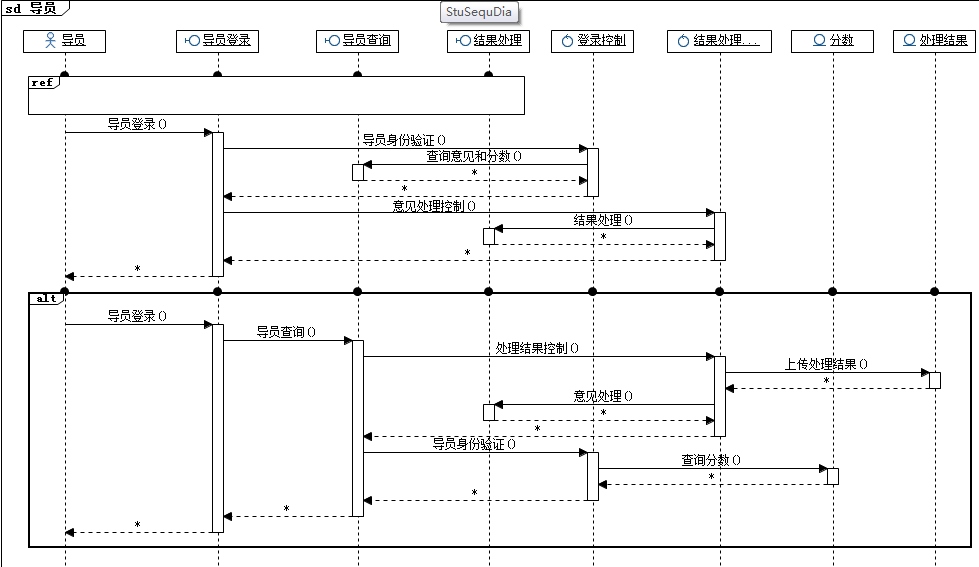 sd 导员
StuSequDia
导员
导员登录
导员查询
结果处理
登录控制
结果处理...
分数
处理结果
ref
导员登录()
导员身份验证()
查询意见和分数()
*
*
意见处理控制()
结果处理()
*
*
*
alt
导员登录()
导员查询()
处理结果控制()
上传处理结果()
*
意见处理()
*
*
导员身份验证()
查询分数()
*
*
*
*